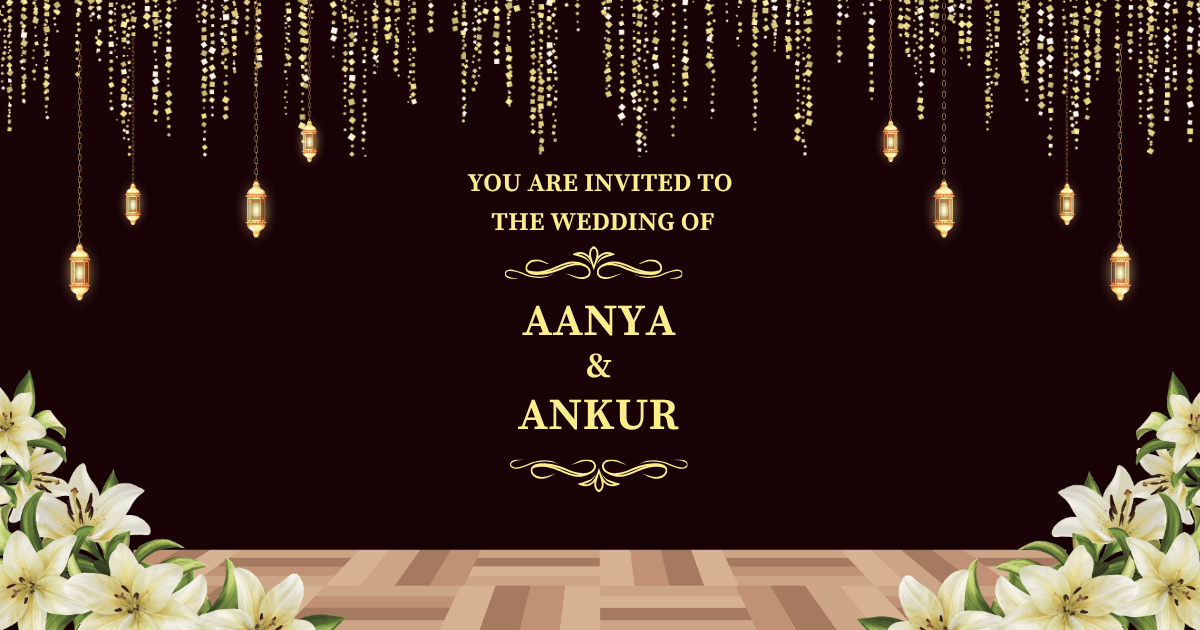 YOU ARE INVITED TO
THE WEDDING OF
AANYA
&
ANKUR